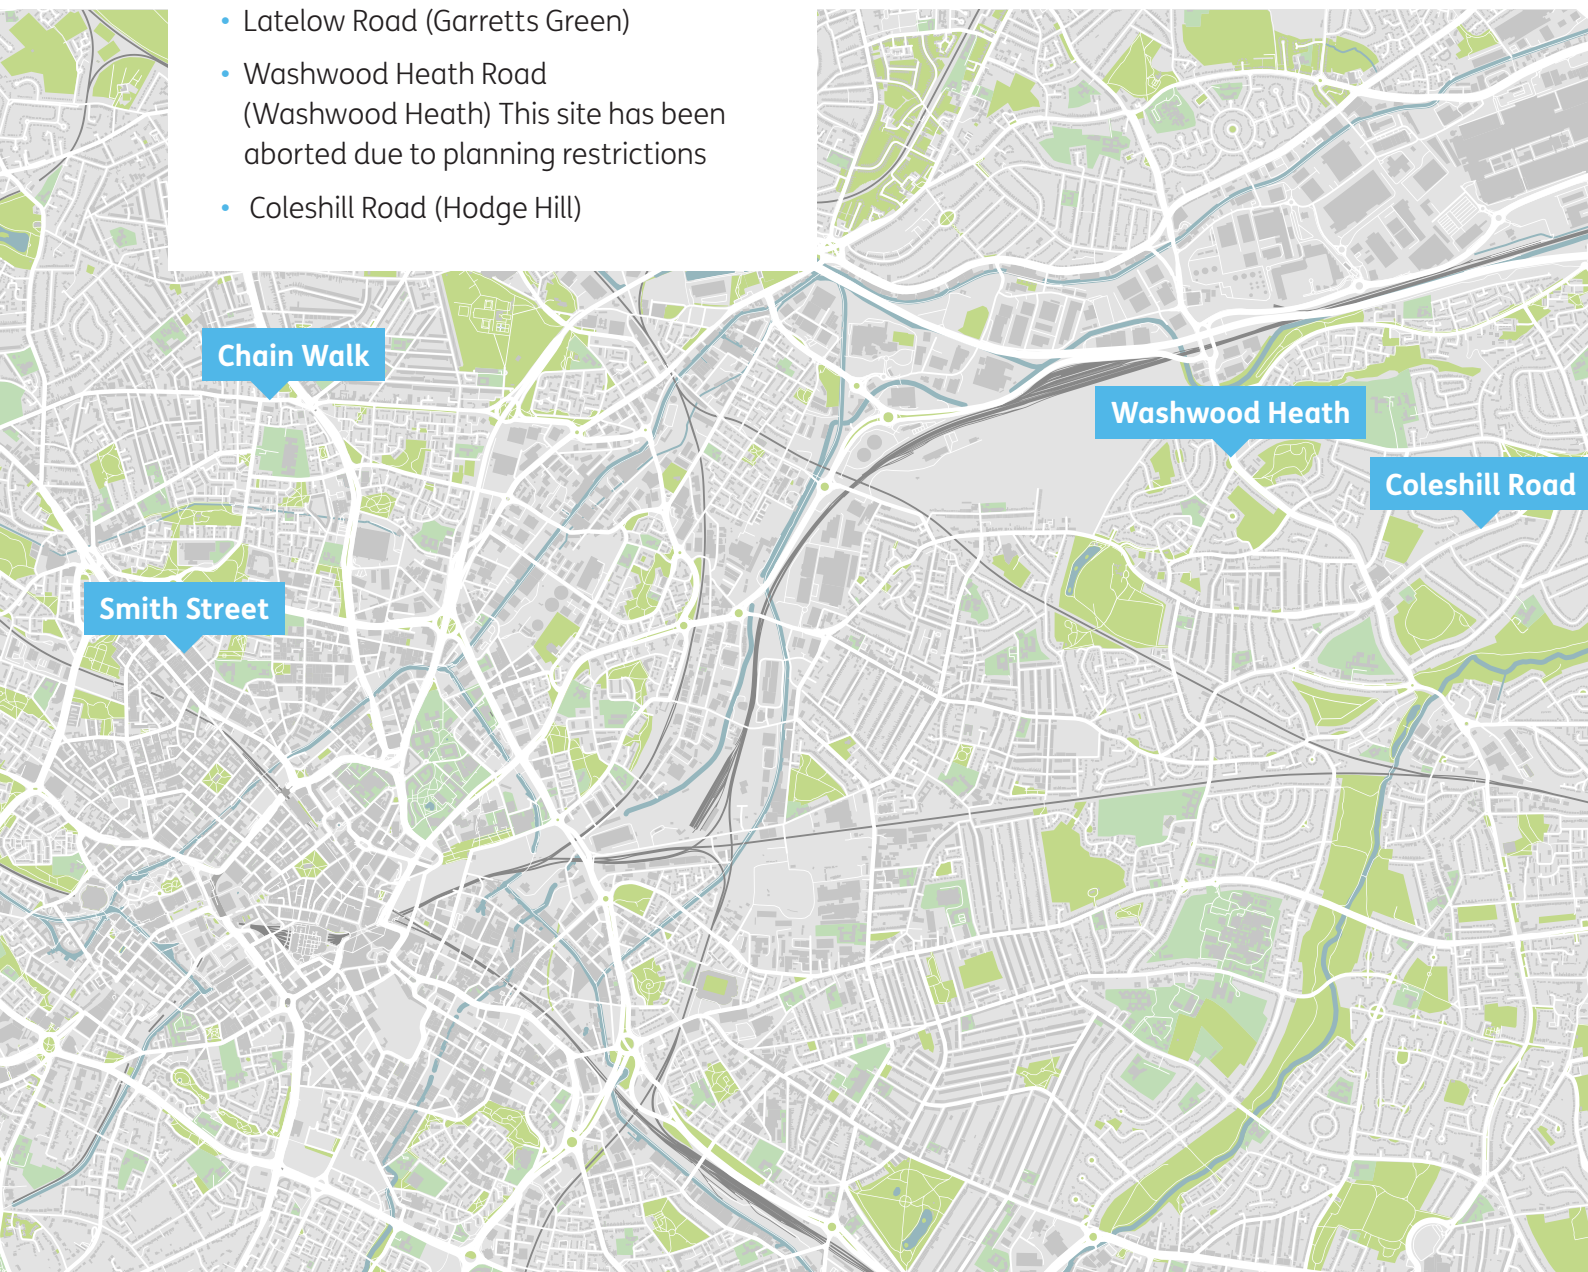 • Latelow Road (Garretts Green)
• Washwood Heath Road
(Washwood Heath) This site has been
aborted due to planning restrictions
• Coleshill Road (Hodge Hill)
Chain Walk
Washwood Heath
Coleshill Road
Smith Street